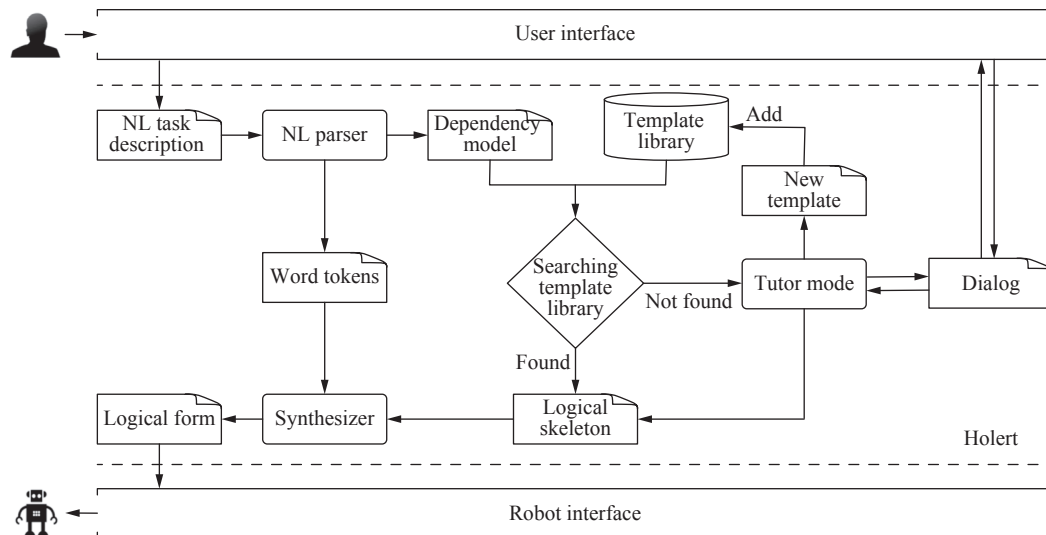 User interface
NL task
description
NL parser
Dependency
model
Template
library
Add
New
template
Word tokens
Searching
template
library
Not found
Tutor mode
Dialog
Found
Logical form
Synthesizer
Logical
skeleton
Holert
Robot interface